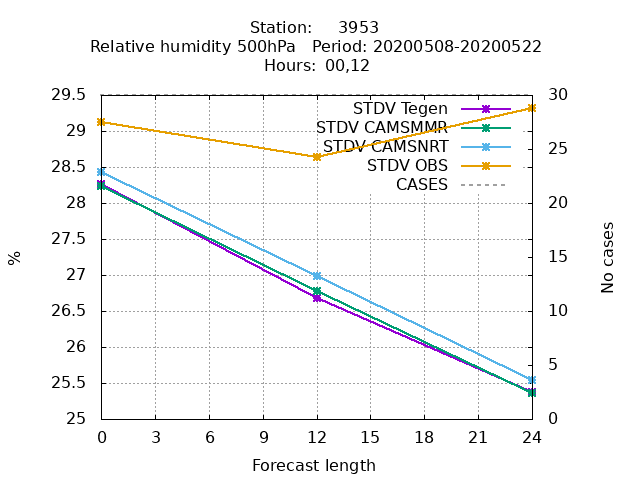 Station:     3953
Relative humidity 500hPa   Period: 20200508-20200522
Hours: 00,12
29.5
29
28.5
28
27.5
27
26.5
26
25.5
25
%
30
25
20
15
10
5
0
No cases
STDV Tegen
STDV CAMSMMR
STDV CAMSNRT
STDV OBS
CASES
0 3 6 9 12 15 18 21 24
Forecast length